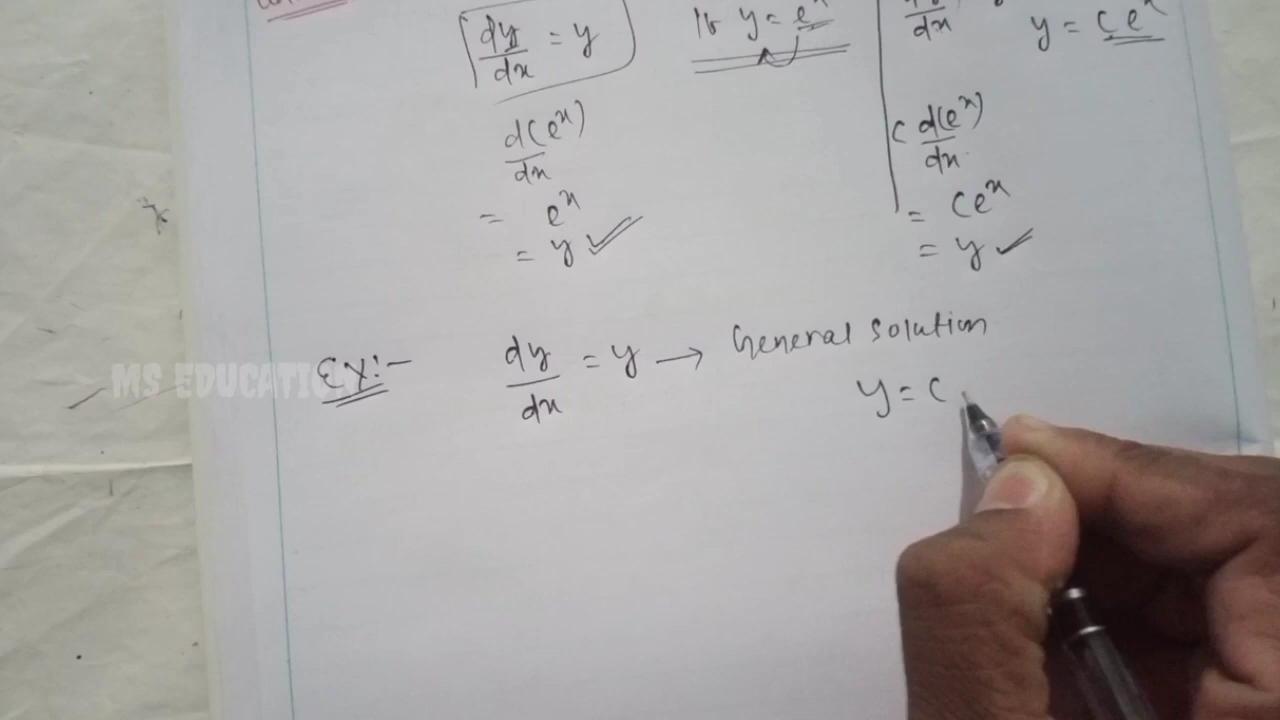 dy/dx = y
If y = e^x
dx
y = ce^x
d(e^x)/dx
= e^x
= y ✓
c d(e^x)/dx
= ce^x
= y ✓
MS EDUCATION
Ex:-
dy/dx = y → General solution
y = c